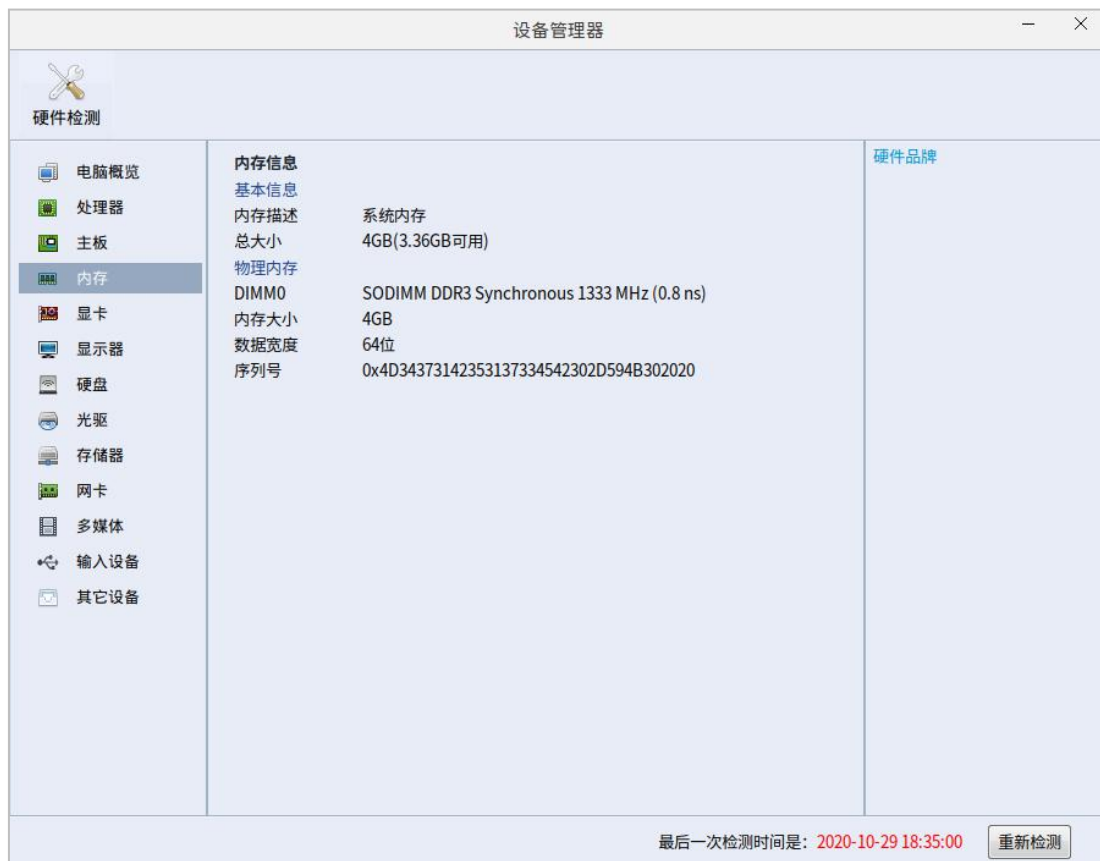 设备管理器
硬件检测
电脑概览
处理器
主板
内存
显卡
显示器
硬盘
光驱
存储器
网卡
多媒体
输入设备
其它设备
内存信息
基本信息
内存描述 系统内存
总大小 4GB(3.36GB可用)
物理内存
DIMM0 SODIMM DDR3 Synchronous 1333 MHz (0.8 ns)
内存大小 4GB
数据宽度 64位
序列号 0x4D34373142353137334542302D594B302020
硬件品牌
最后一次检测时间是：2020-10-29 18:35:00 重新检测